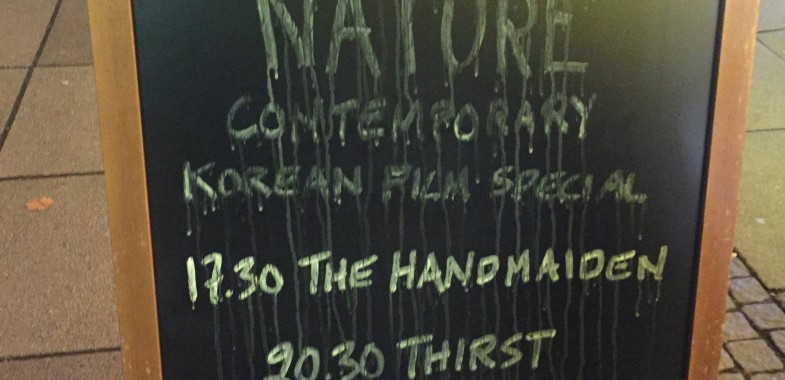 NATURE
CONTEMPORARY
KOREAN FILM SPECIAL
17.30 THE HANDMAIDEN
20.30 THIRST